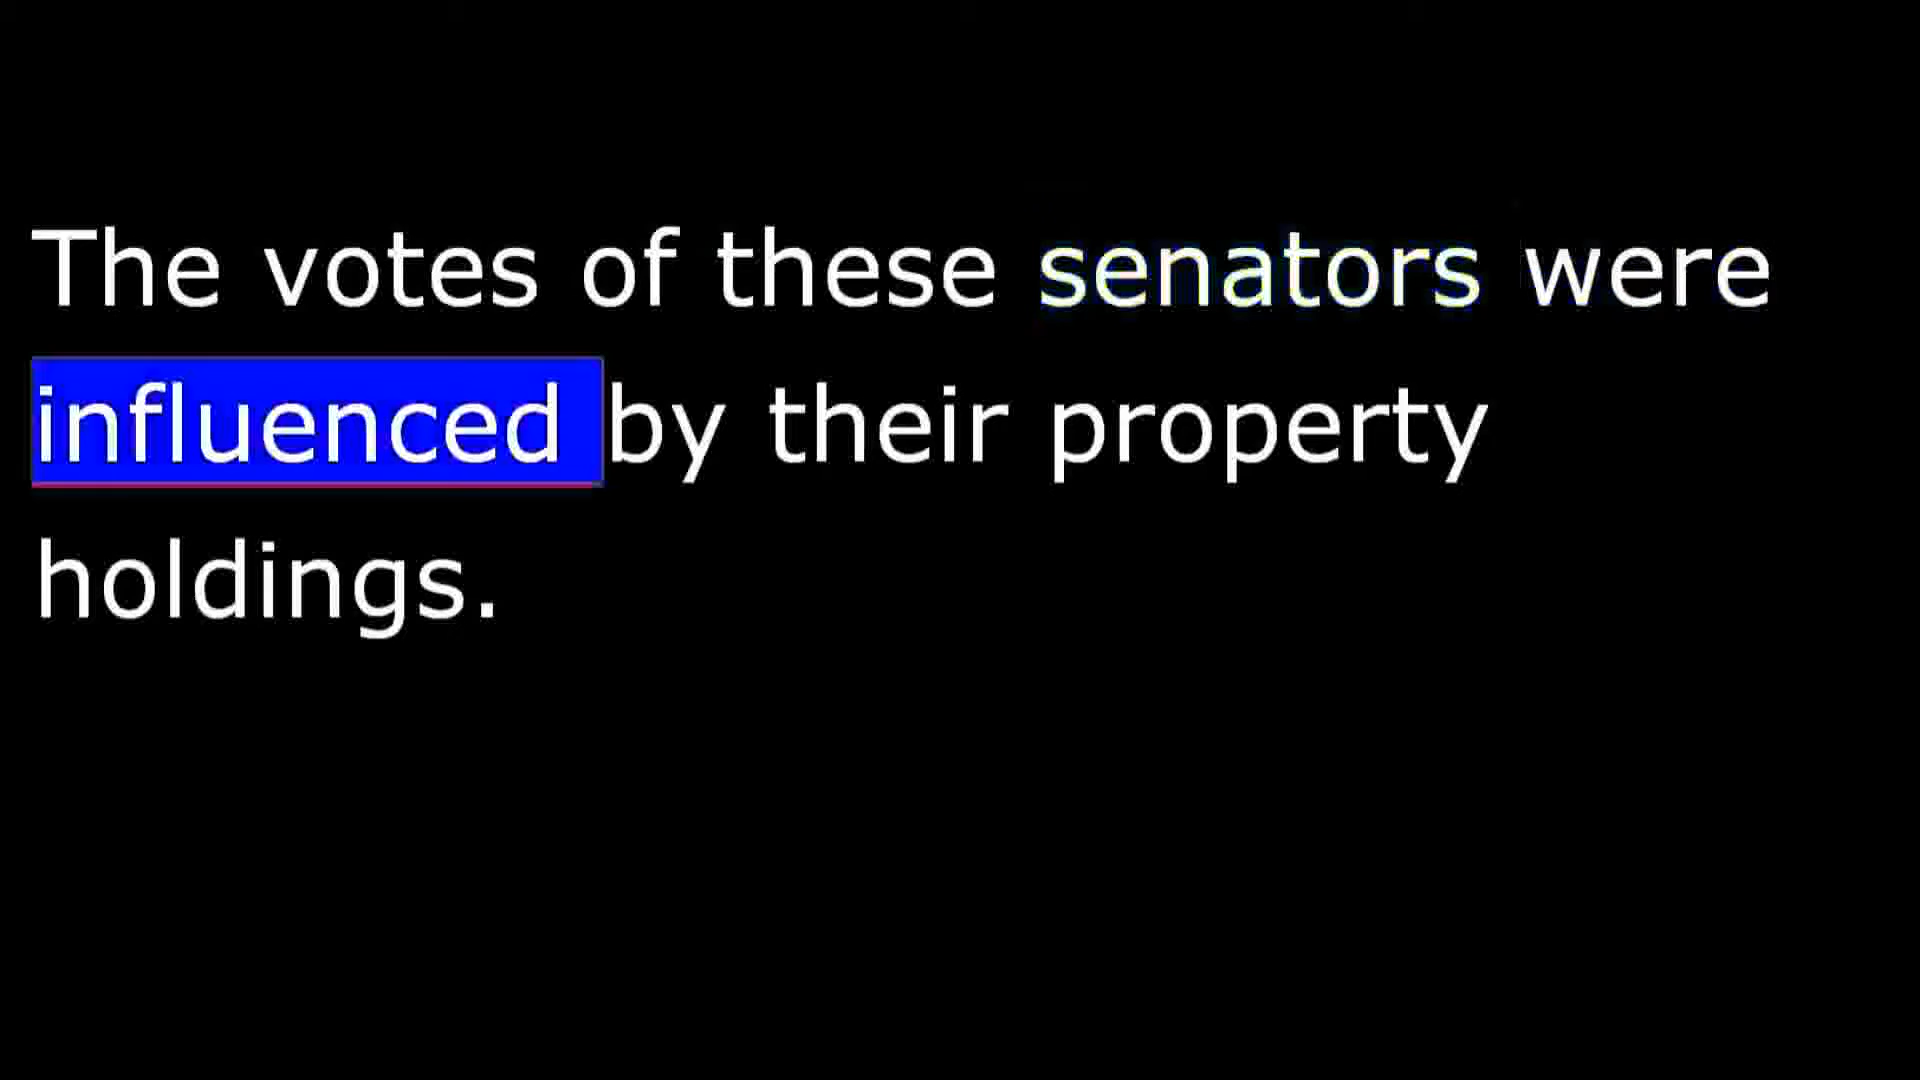 The votes of these senators were
influenced by their property
holdings.